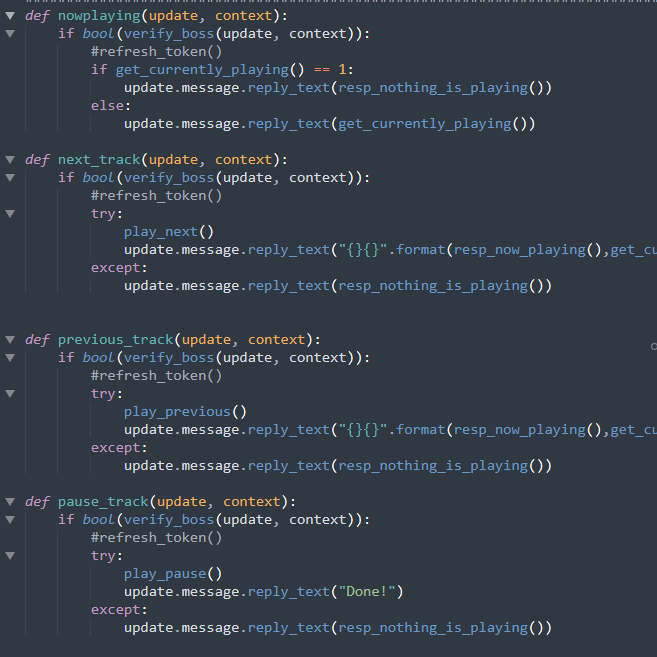 def nowplaying(update, context):
    if bool(verify_boss(update, context)):
        #refresh_token()
        if get_currently_playing() == 1:
            update.message.reply_text(resp_nothing_is_playing())
        else:
            update.message.reply_text(get_currently_playing())
def next_track(update, context):
    if bool(verify_boss(update, context)):
        #refresh_token()
        try:
            play_next()
            update.message.reply_text("{}{}".format(resp_now_playing(),get_cu
        except:
            update.message.reply_text(resp_nothing_is_playing())
def previous_track(update, context):
    if bool(verify_boss(update, context)):
        #refresh_token()
        try:
            play_previous()
            update.message.reply_text("{}{}".format(resp_now_playing(),get_cu
        except:
            update.message.reply_text(resp_nothing_is_playing())
def pause_track(update, context):
    if bool(verify_boss(update, context)):
        #refresh_token()
        try:
            play_pause()
            update.message.reply_text("Done!")
        except:
            update.message.reply_text(resp_nothing_is_playing())